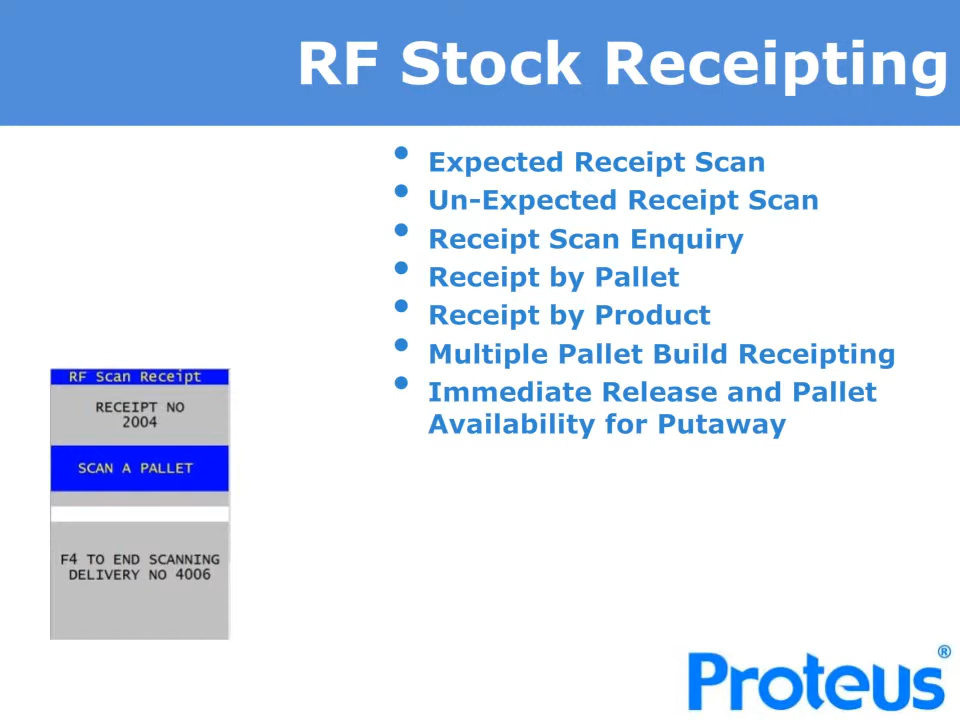 RF Stock Receipting
• Expected Receipt Scan
• Un-Expected Receipt Scan
• Receipt Scan Enquiry
• Receipt by Pallet
• Receipt by Product
• Multiple Pallet Build Receipting
• Immediate Release and Pallet
Availability for Putaway
RF Scan Receipt
RECEIPT NO
2004
SCAN A PALLET
F4 TO END SCANNING
DELIVERY NO 4006
Proteus®